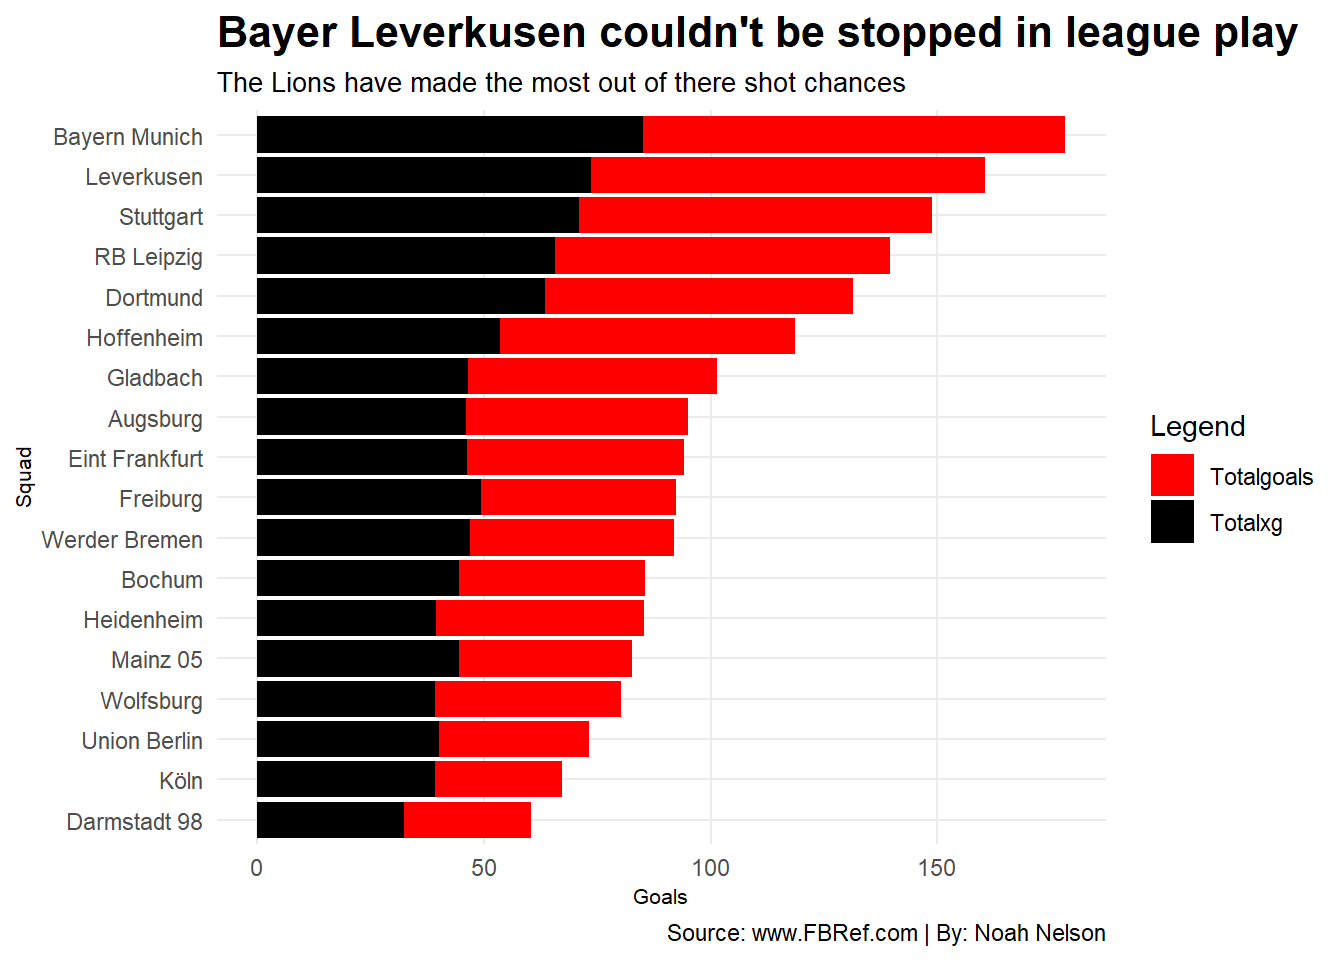 Bayer Leverkusen couldn't be stopped in league play
The Lions have made the most out of there shot chances
Bayern Munich
Leverkusen
Stuttgart
RB Leipzig
Dortmund
Hoffenheim
Gladbach
Augsburg
Eint Frankfurt
Freiburg
Werder Bremen
Bochum
Heidenheim
Mainz 05
Wolfsburg
Union Berlin
Köln
Darmstadt 98
Squad
0 50 100 150
Goals
Legend
Totalgoals
Totalxg
Source: www.FBRef.com | By: Noah Nelson